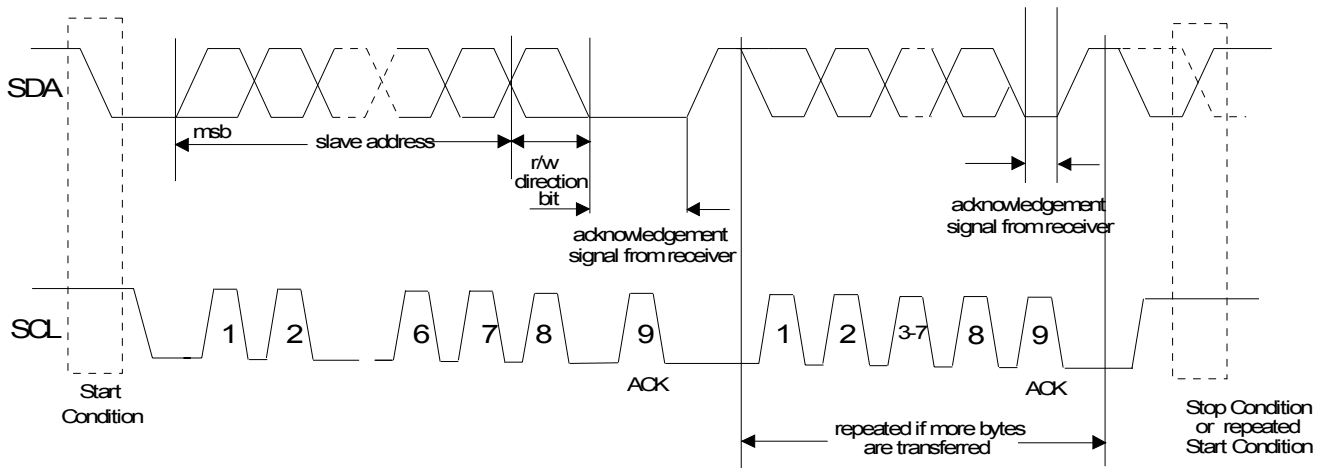 SDA
msb
slave address
r/w
direction
bit
acknowledgement
signal from receiver
acknowledgement
signal from receiver
SCL
1
2
6
7
8
9
1
2
3-7
8
9
ACK
ACK
Start
Condition
Stop Condition
or repeated
Start Condition
repeated if more bytes
are transferred